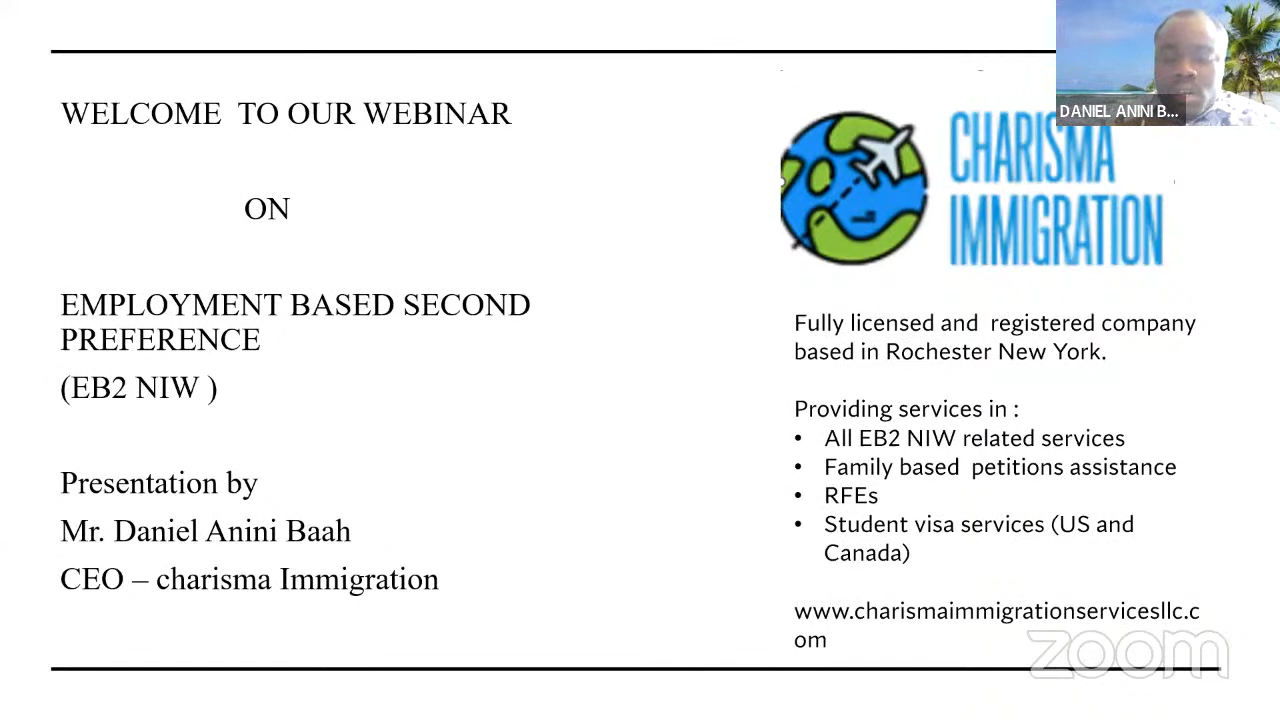 WELCOME TO OUR WEBINAR
ON
EMPLOYMENT BASED SECOND
PREFERENCE
(EB2 NIW )
Presentation by
Mr. Daniel Anini Baah
CEO – charisma Immigration
DANIEL ANINI B...
CHARISMA
IMMIGRATION
Fully licensed and registered company
based in Rochester New York.
Providing services in :
• All EB2 NIW related services
• Family based petitions assistance
• RFEs
• Student visa services (US and
Canada)
www.charismaimmigrationservicesllc.c
om
zoom